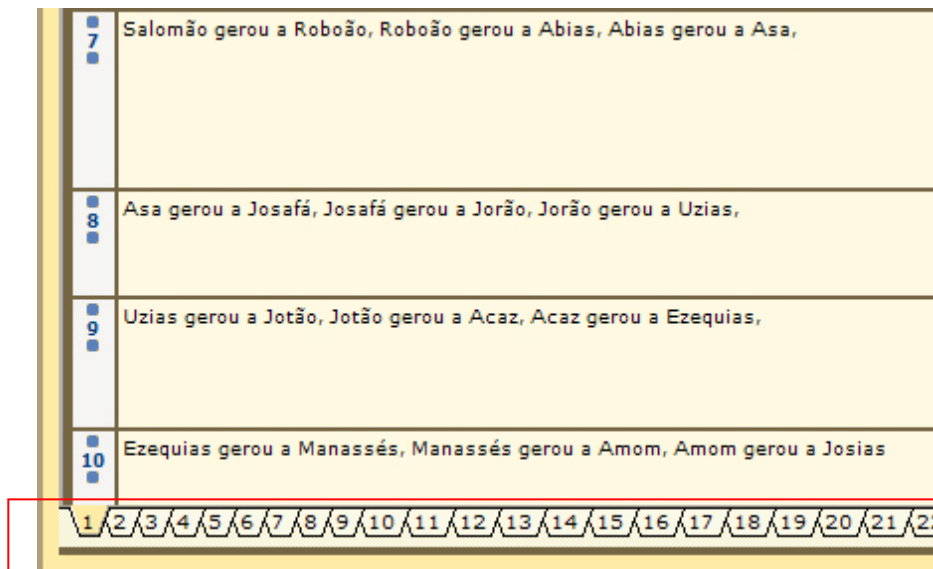 7 Salomão gerou a Roboão, Roboão gerou a Abias, Abias gerou a Asa,
8 Asa gerou a Josafá, Josafá gerou a Jorão, Jorão gerou a Uzias,
9 Uzias gerou a Jotão, Jotão gerou a Acaz, Acaz gerou a Ezequias,
10 Ezequias gerou a Manassés, Manassés gerou a Amom, Amom gerou a Josias
1 2 3 4 5 6 7 8 9 10 11 12 13 14 15 16 17 18 19 20 21